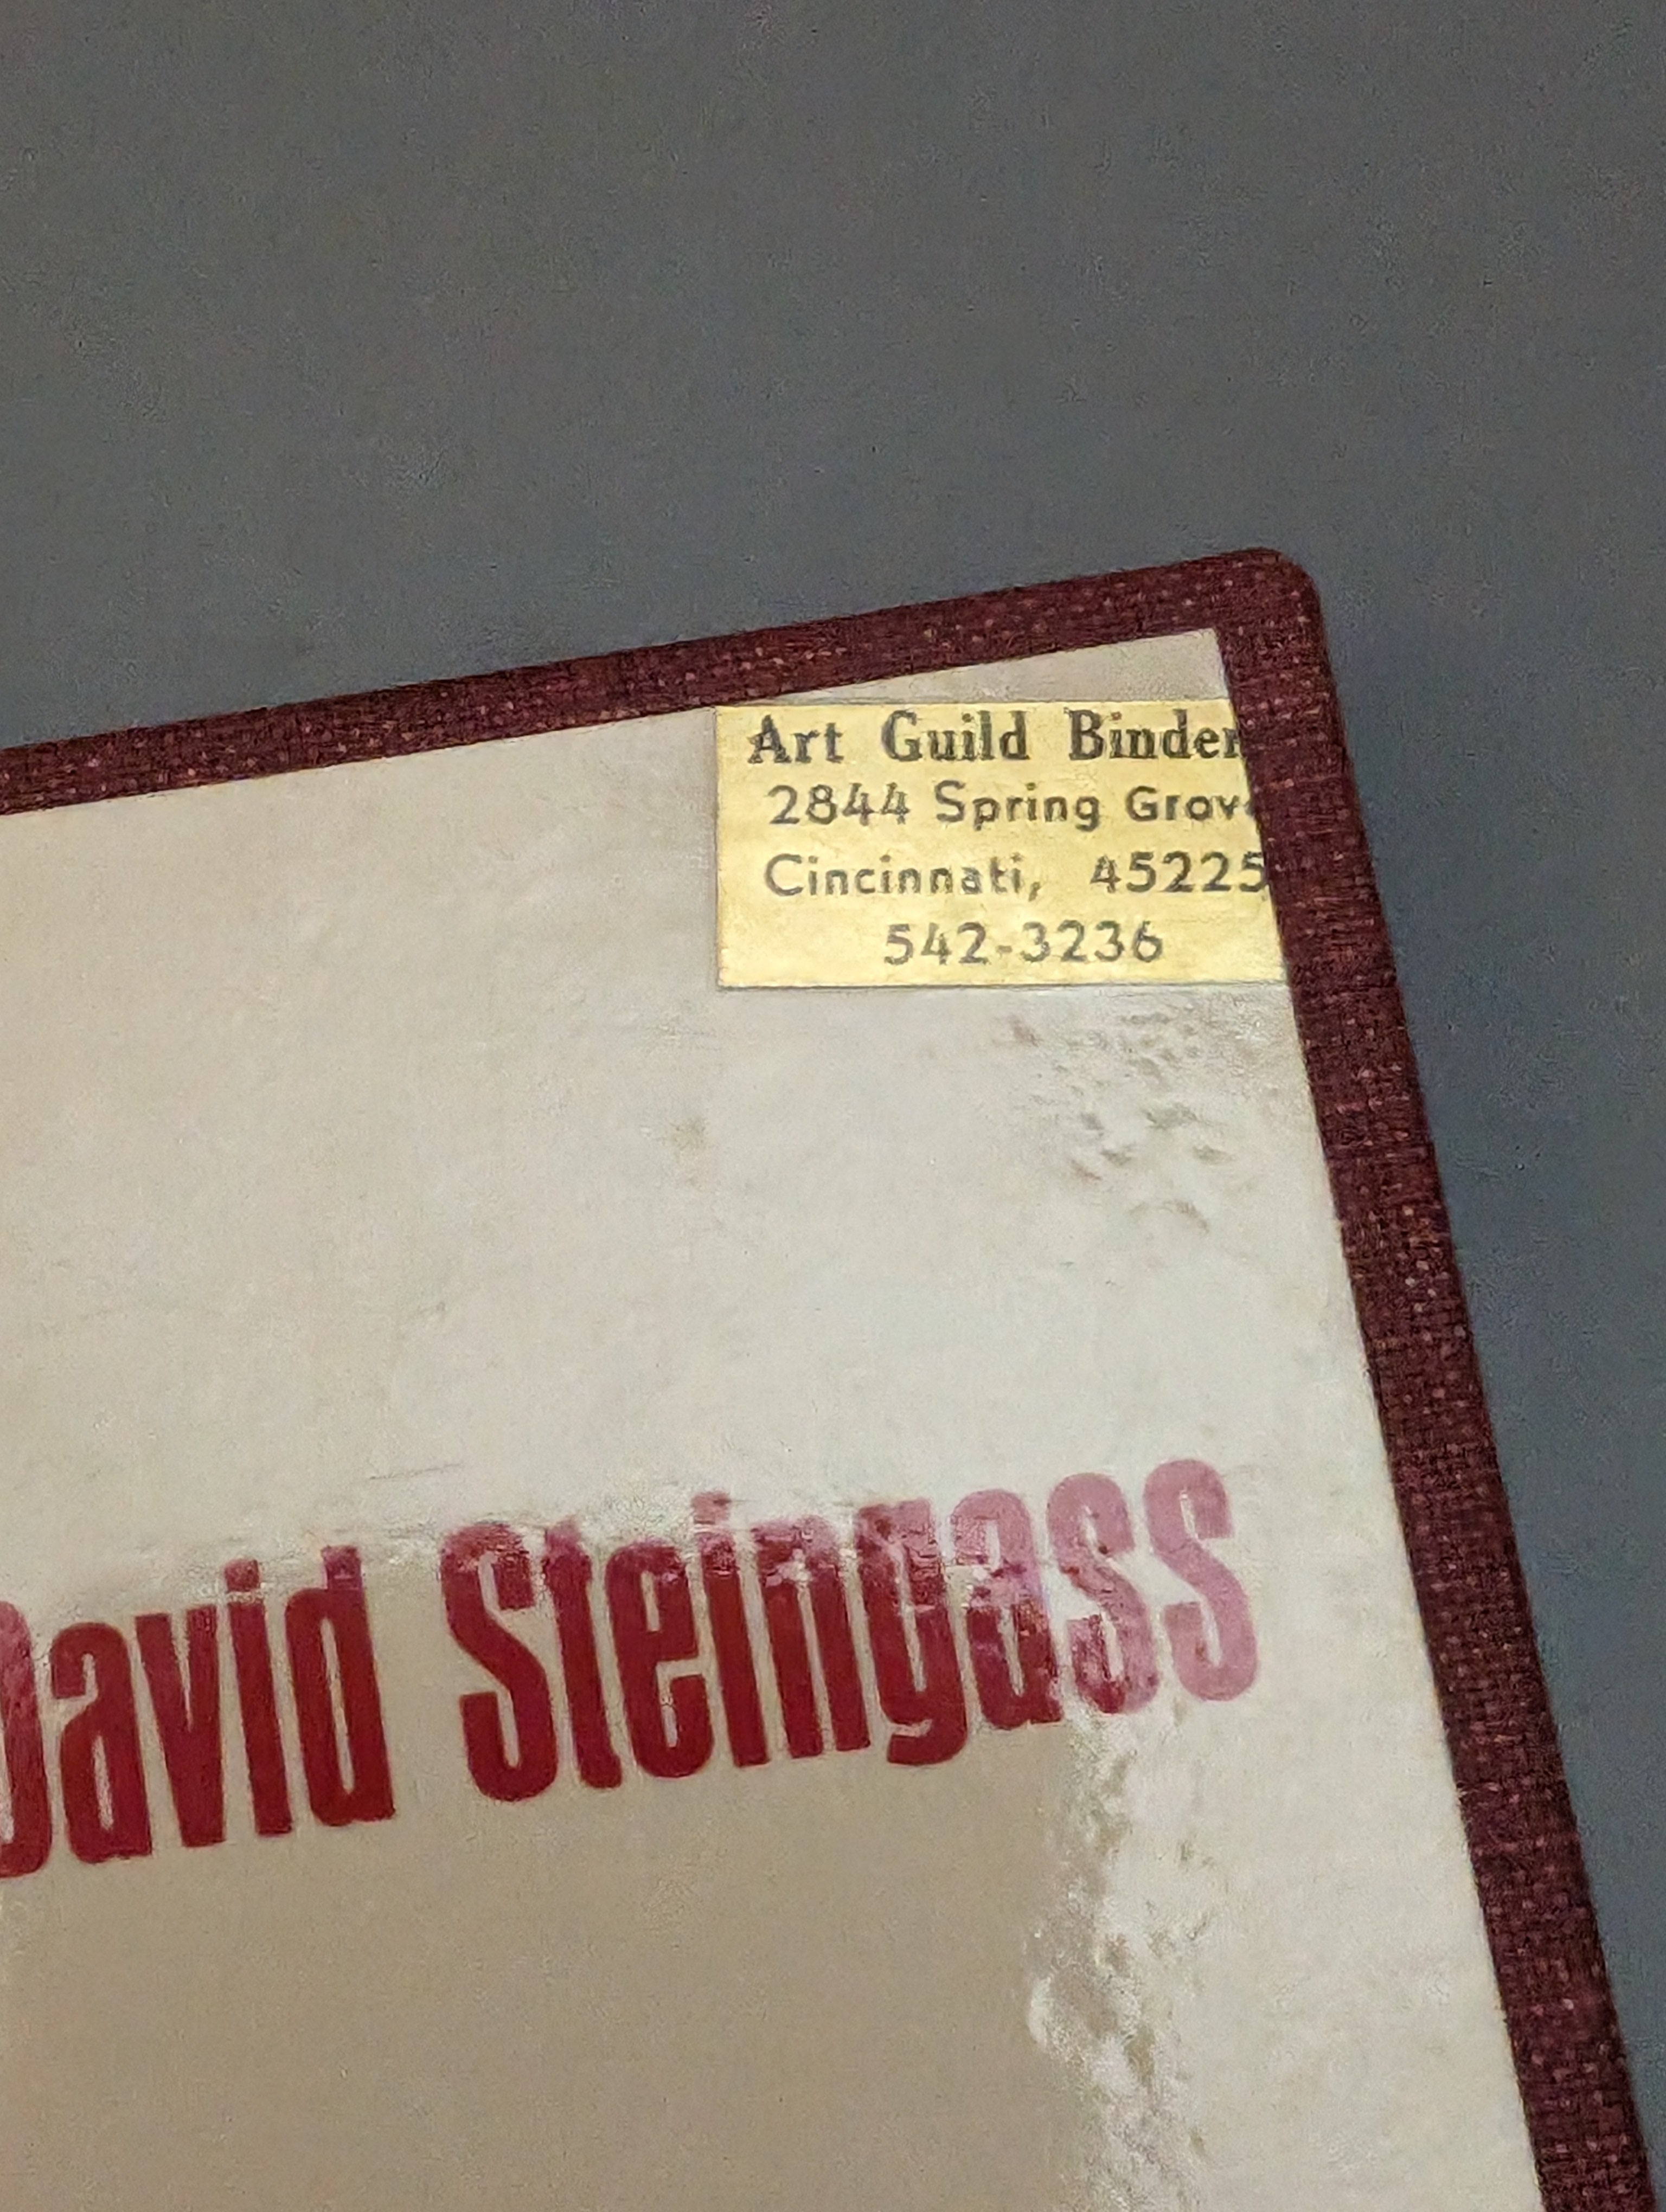 Art Guild Binder
2844 Spring Grov
Cincinnati, 45225
542-3236
David Steingass